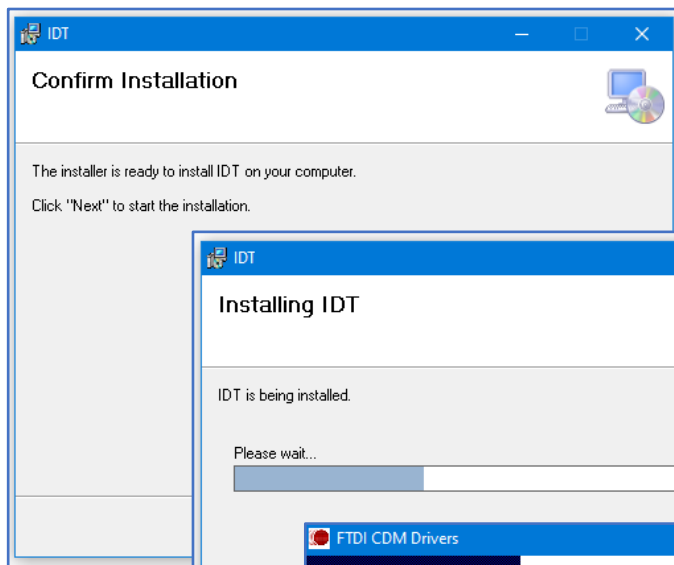 IDT
Confirm Installation
The installer is ready to install IDT on your computer.
Click "Next" to start the installation.
IDT
Installing IDT
IDT is being installed.
Please wait...
FTDI CDM Drivers